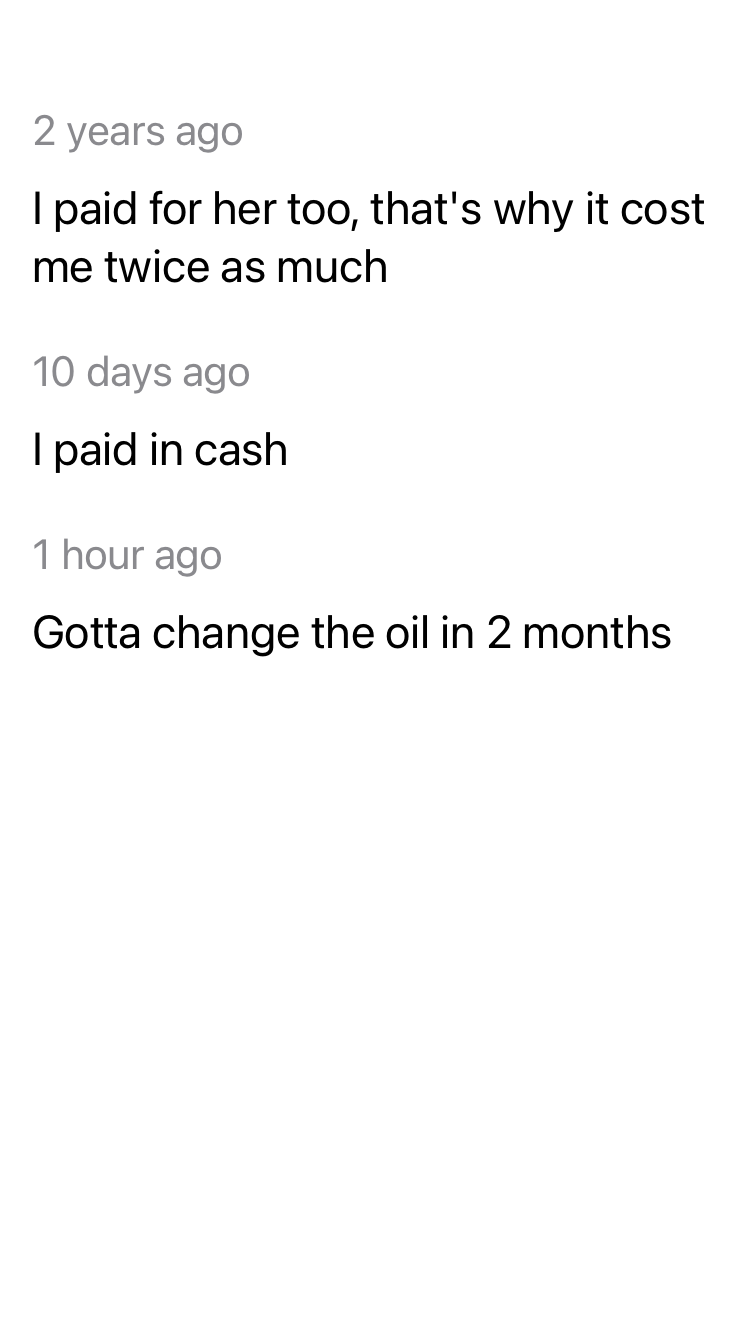 2 years ago
I paid for her too, that's why it cost
me twice as much
10 days ago
I paid in cash
1 hour ago
Gotta change the oil in 2 months